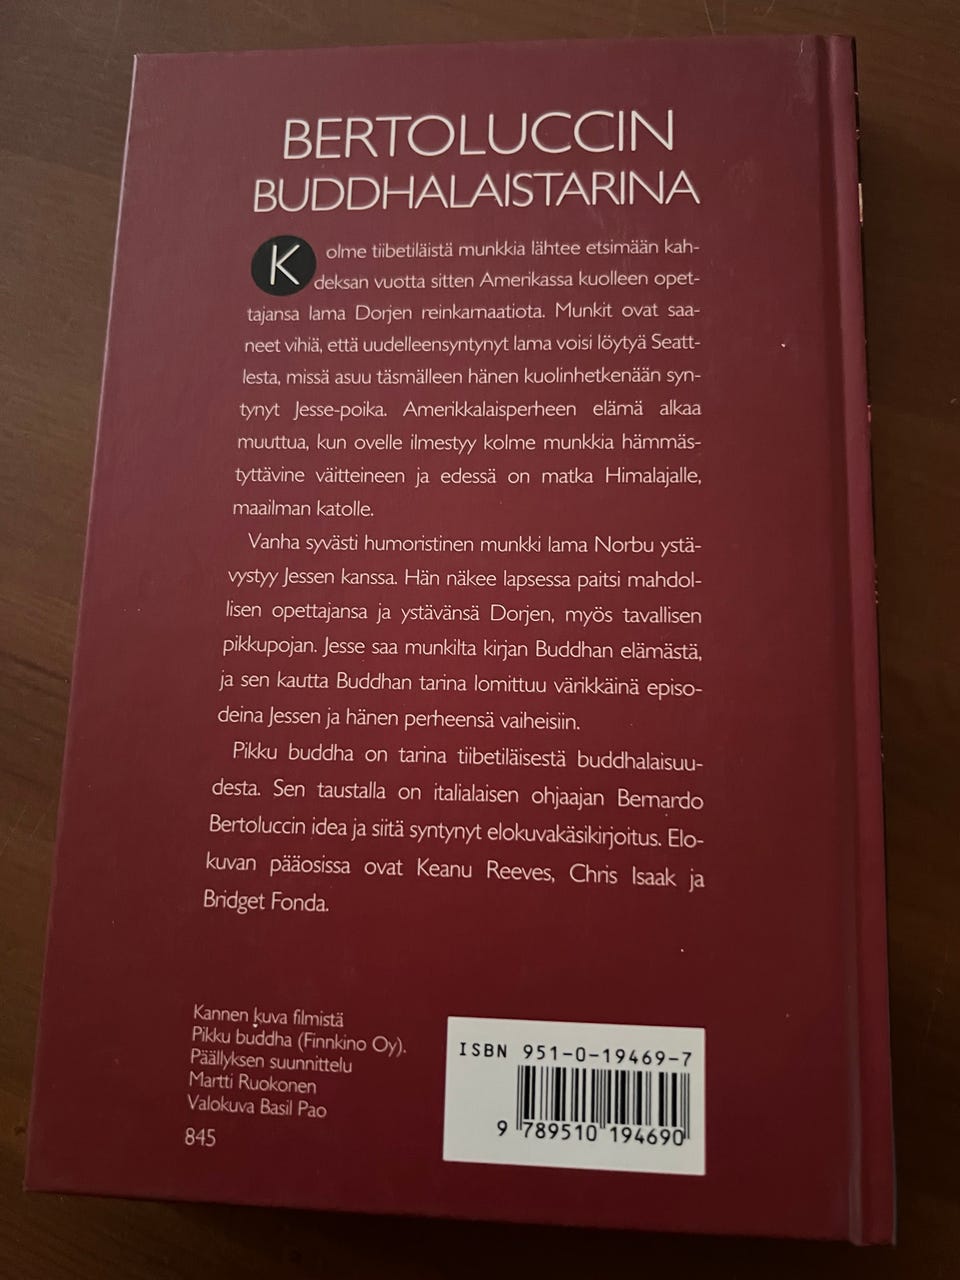 BERTOLUCCIN
BUDDHALAISTARINA
Kolme tiibetiläistä munkkia lähtee etsimään kah-
deksan vuotta sitten Amerikassa kuolleen opet-
tajansa lama Dorjen reinkarnaatiota. Munkit ovat saa-
neet vihiä, että uudelleensyntynyt lama voisi löytyä Seatt-
lesta, missä asuu täsmälleen hänen kuolinhetkenään syn-
tynyt Jesse-poika. Amerikkalaisperheen elämä alkaa
muuttua, kun ovelle ilmestyy kolme munkkia hämmäs-
tyttävine väitteineen ja edessä on matka Himalajalle,
maailman katolle.
Vanha syvästi humoristinen munkki lama Norbu ystä-
vystyy Jessen kanssa. Hän näkee lapsessa paitsi mahdol-
lisen opettajansa ja ystävänsä Dorjen, myös tavallisen
pikkupojan. Jesse saa munkilta kirjan Buddhan elämästä,
ja sen kautta Buddhan tarina lomittuu värikkäinä episo-
deina Jessen ja hänen perheensä vaiheisiin.
Pikku buddha on tarina tiibetiläisestä buddhalaisuu-
desta. Sen taustalla on italialaisen ohjaajan Bernardo
Bertoluccin idea ja siitä syntynyt elokuvakäsikirjoitus. Elo-
kuvan pääosissa ovat Keanu Reeves, Chris Isaak ja
Bridget Fonda.
Kannen kuva filmistä
Pikku buddha (Finnkino Oy).
Päällyksen suunnittelu
Martti Ruokonen
Valokuva Basil Pao
845
ISBN 951-0-19469-7
9 789510 194690